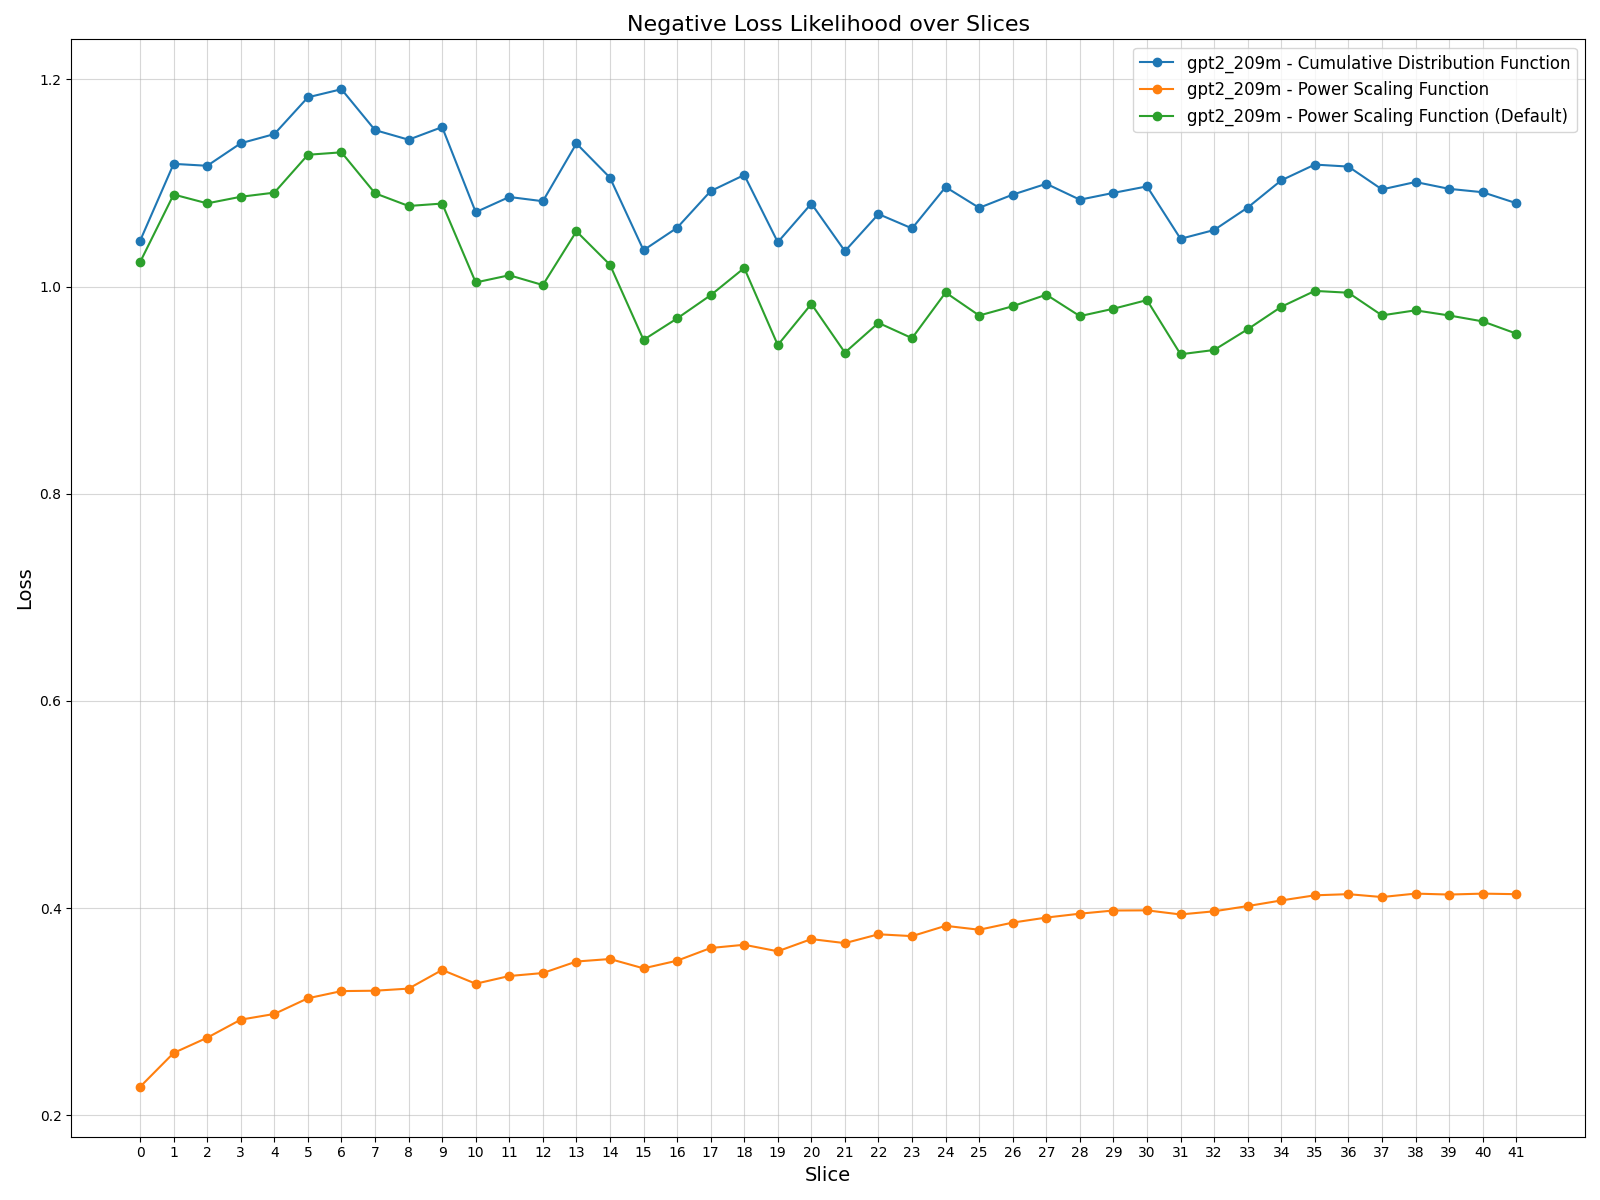 Negative Loss Likelihood over Slices
gpt2_209m - Cumulative Distribution Function
gpt2_209m - Power Scaling Function
gpt2_209m - Power Scaling Function (Default)
1.2
1.0
0.8
0.6
0.4
0.2
Loss
0 1 2 3 4 5 6 7 8 9 10 11 12 13 14 15 16 17 18 19 20 21 22 23 24 25 26 27 28 29 30 31 32 33 34 35 36 37 38 39 40 41
Slice